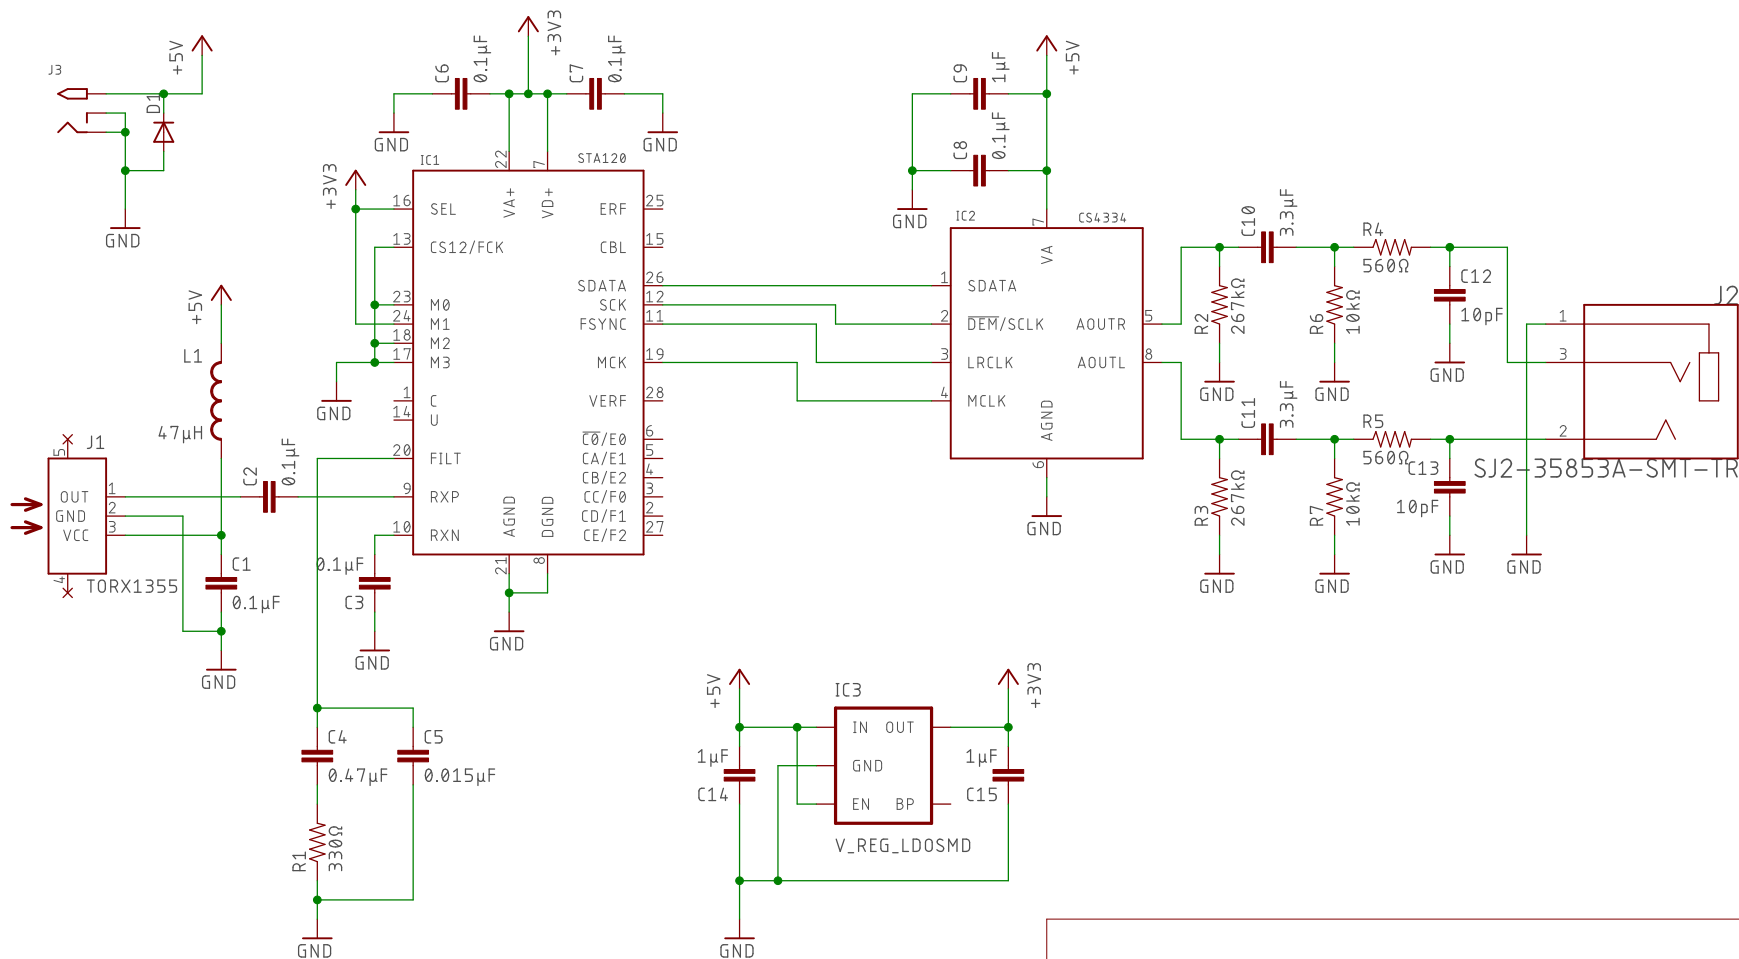 J3
+5V
D1
GND
C6
0.1µF
+3V3
C7
0.1µF
GND
GND
+3V3
IC1
STA120
22
7
VA+
VD+
16
SEL
13
CS12/FCK
23
M0
24
M1
18
M2
17
M3
1
C
14
U
20
FILT
9
RXP
10
RXN
ERF
25
CBL
15
SDATA
26
SCK
12
FSYNC
11
MCK
19
VERF
28
C0/E0
6
CA/E1
5
CB/E2
4
CC/F0
3
CD/F1
2
CE/F2
27
AGND
DGND
21
8
GND
GND
+5V
L1
47µH
J1
5
OUT
1
GND
2
VCC
3
4
TORX1355
C2
0.1µF
C1
0.1µF
GND
0.1µF
C3
GND
C4
0.47µF
C5
0.015µF
R1
330Ω
GND
C9
1µF
+5V
C8
0.1µF
GND
IC2
CS4334
7
VA
1
SDATA
2
DEM/SCLK
3
LRCLK
4
MCLK
AOUTR
5
AOUTL
8
AGND
6
GND
C10
3.3µF
R2
267kΩ
GND
R6
10kΩ
GND
R4
560Ω
C12
10pF
GND
C11
3.3µF
R3
267kΩ
GND
R7
10kΩ
GND
R5
560Ω
C13
10pF
GND
GND
J2
1
3
2
SJ2-35853A-SMT-TR
+5V
1µF
C14
IC3
IN
OUT
GND
EN
BP
V_REG_LDOSMD
+3V3
1µF
C15
GND